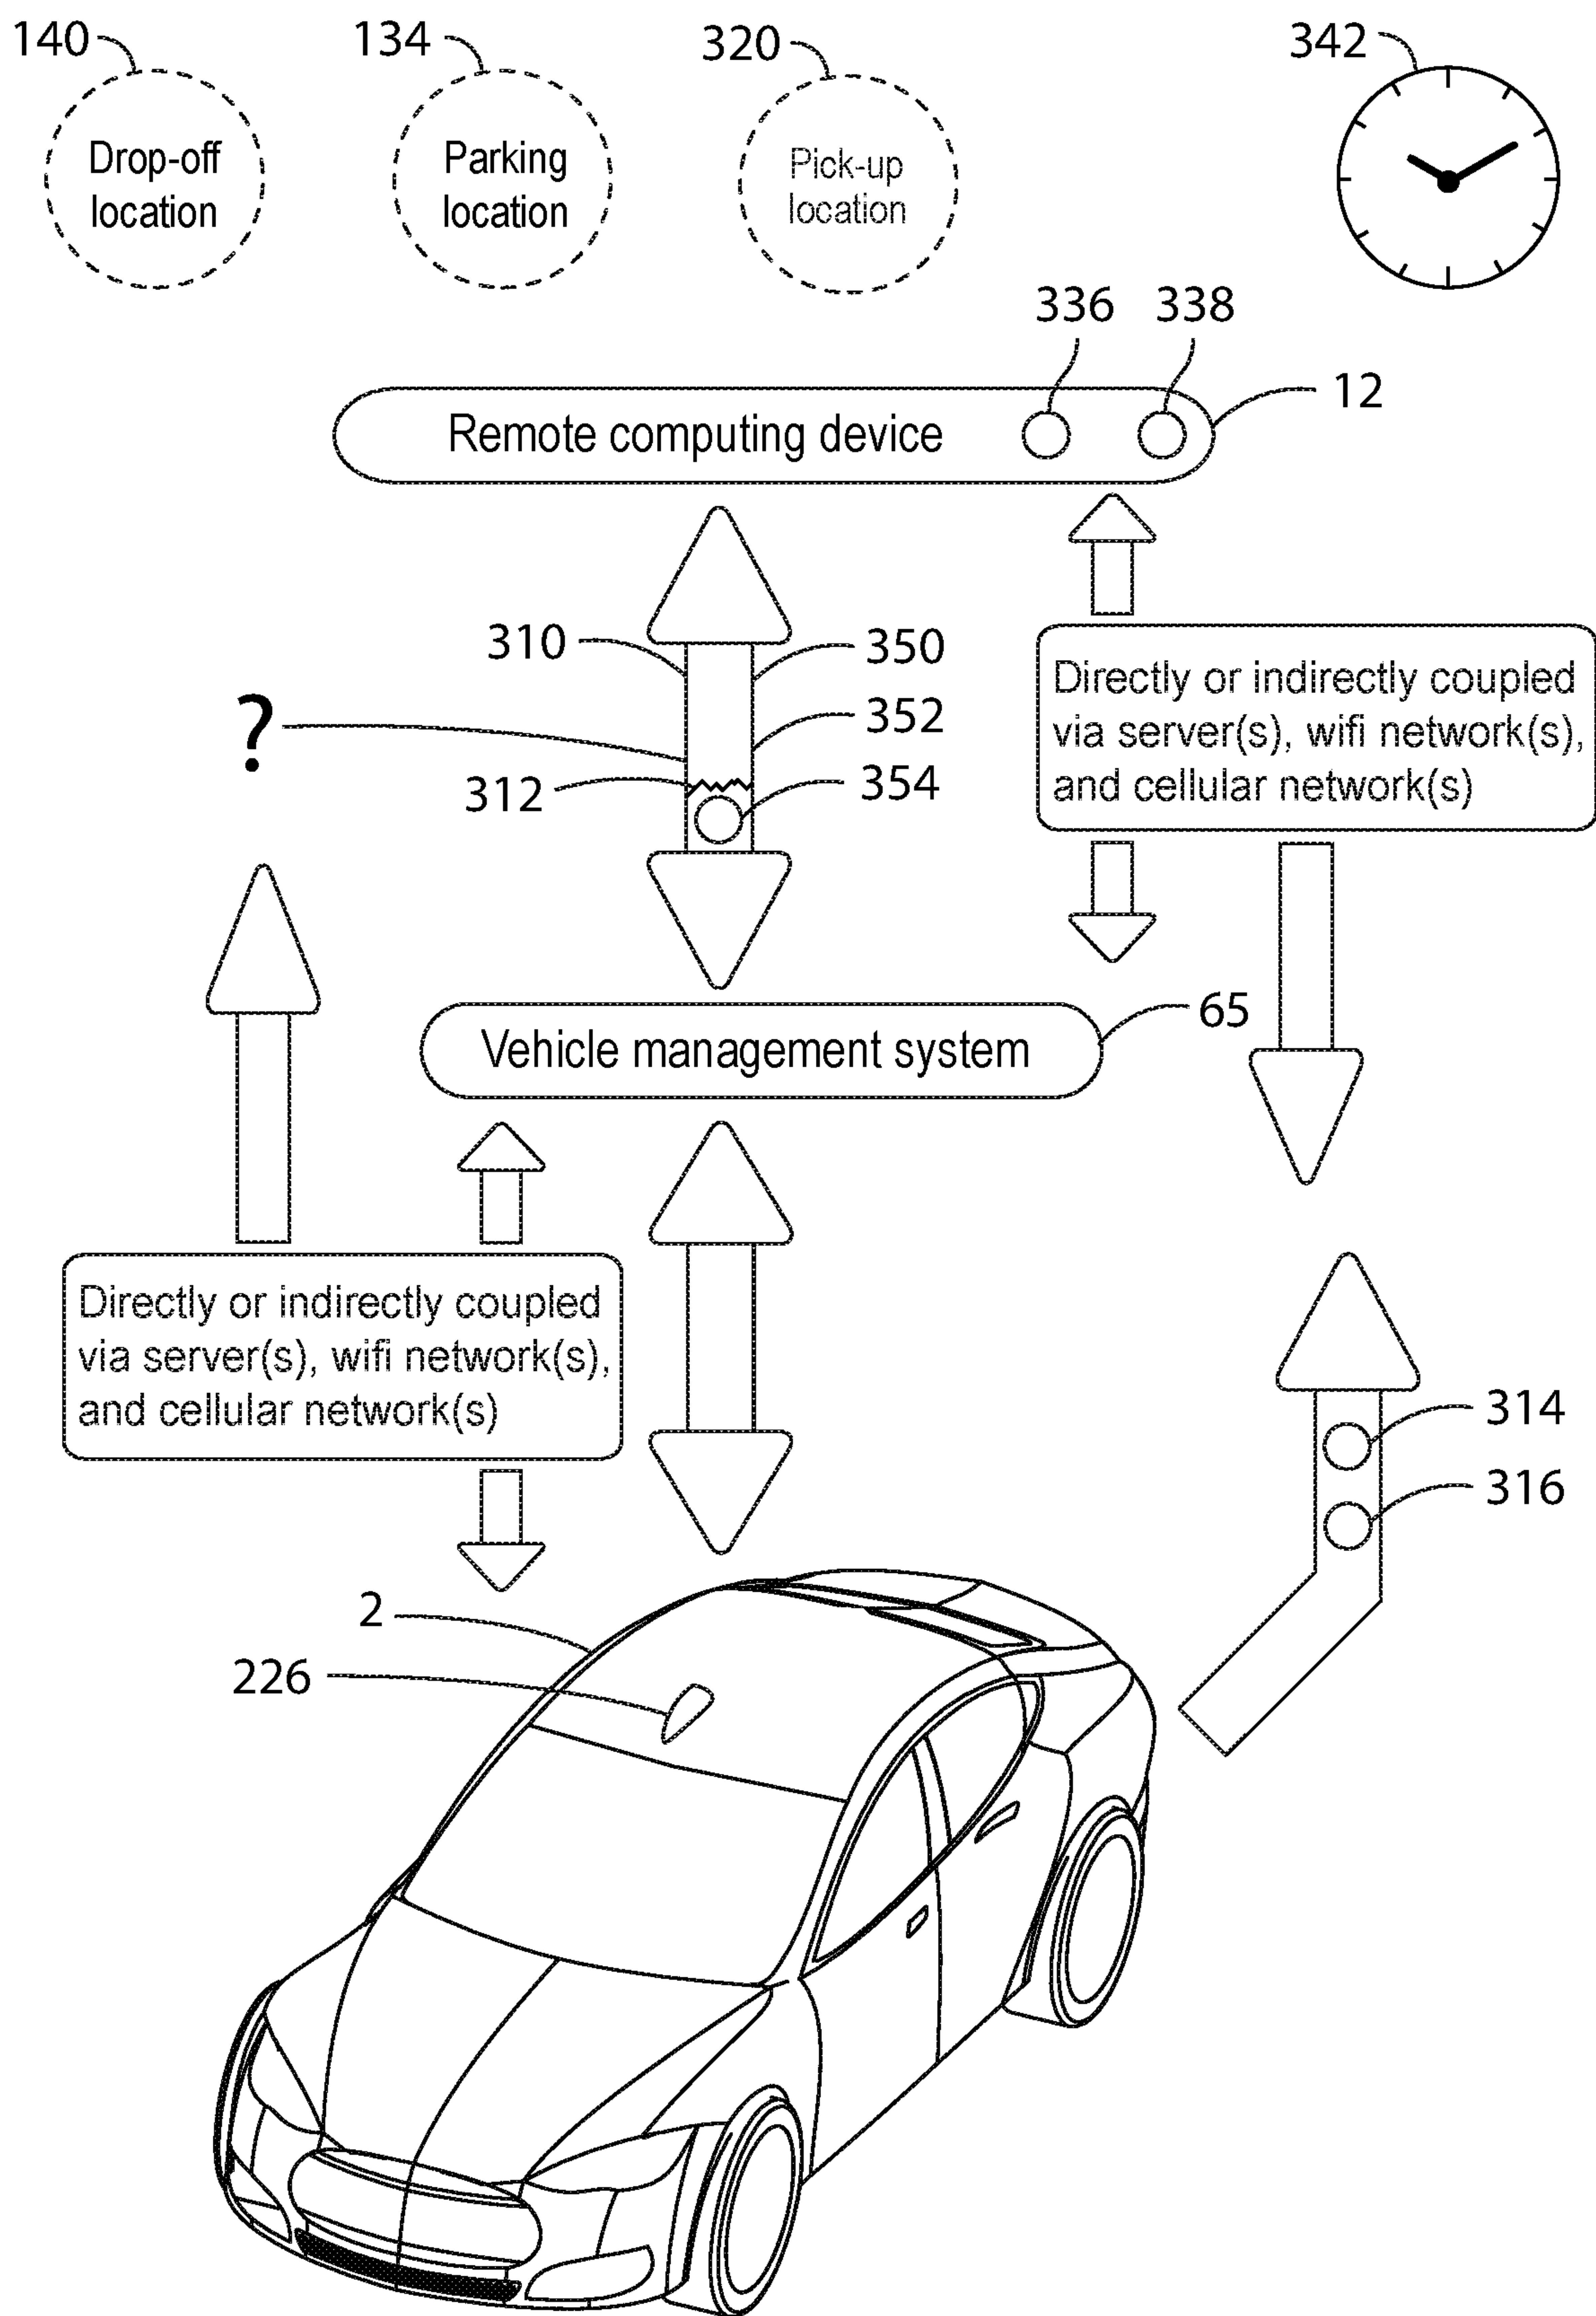 140
134
320
342
Drop-off
location
Parking
location
Pick-up
location
336
338
12
Remote computing device
310
350
?
352
312
354
Directly or indirectly coupled
via server(s), wifi network(s),
and cellular network(s)
65
Vehicle management system
Directly or indirectly coupled
via server(s), wifi network(s),
and cellular network(s)
314
316
2
226